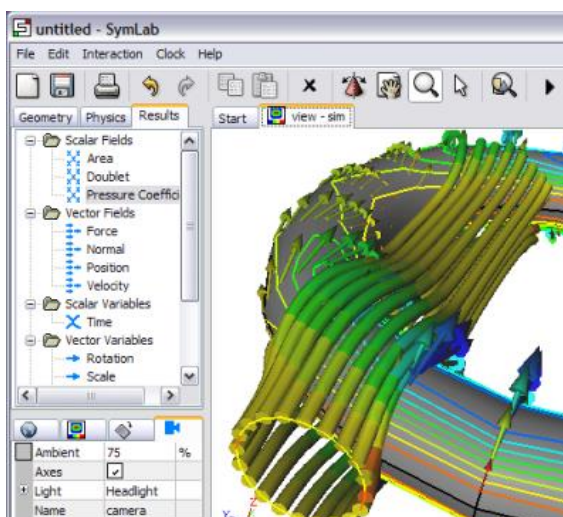 untitled - SymLab
File Edit Interaction Clock Help
Geometry Physics Results
Start view - sim
Scalar Fields
Area
Doublet
Pressure Coeffici
Vector Fields
Force
Normal
Position
Velocity
Scalar Variables
Time
Vector Variables
Rotation
Scale
Ambient 75 %
Axes
Light Headlight
Name camera
Z